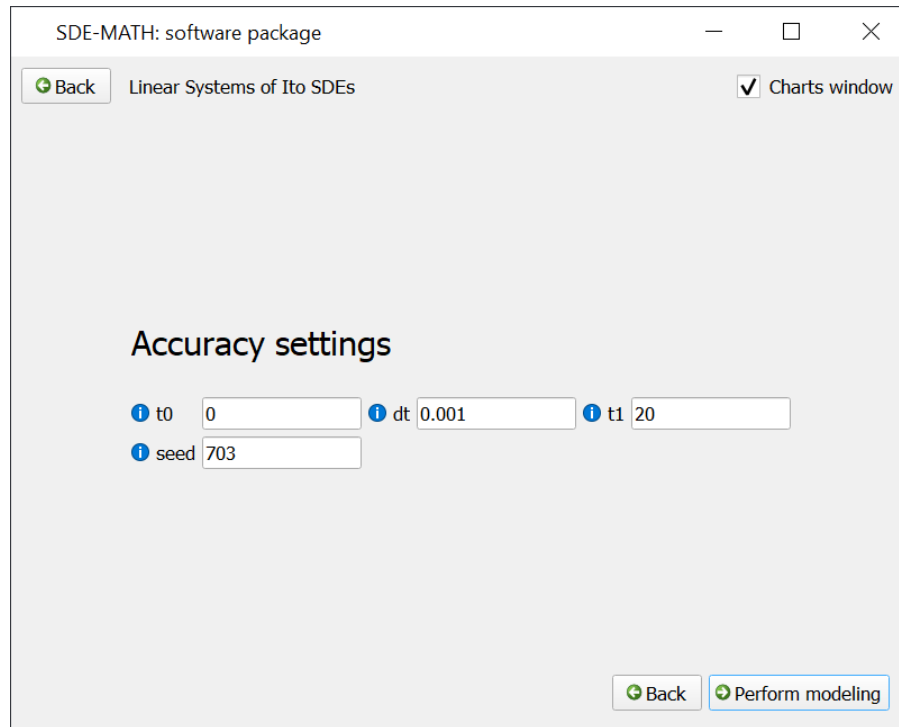 SDE-MATH: software package
Back Linear Systems of Ito SDEs Charts window
Accuracy settings
t0 0 dt 0.001 t1 20
seed 703
Back Perform modeling